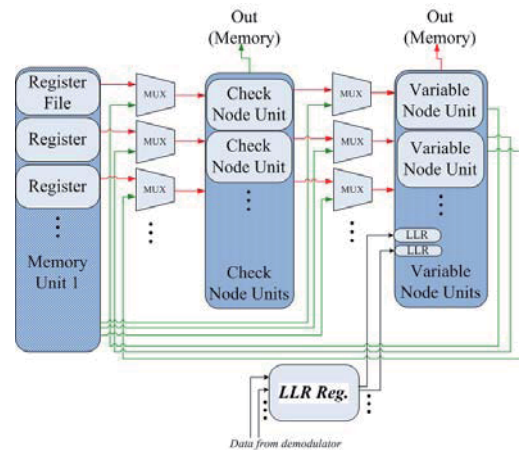 Out
(Memory)
Out
(Memory)
Register
File
MUX
Check
Node Unit
MUX
Variable
Node Unit
Register
MUX
Check
Node Unit
MUX
Variable
Node Unit
Register
MUX
MUX
LLR
LLR
Memory
Unit 1
Check
Node Units
Variable
Node Units
LLR Reg.
Data from demodulator